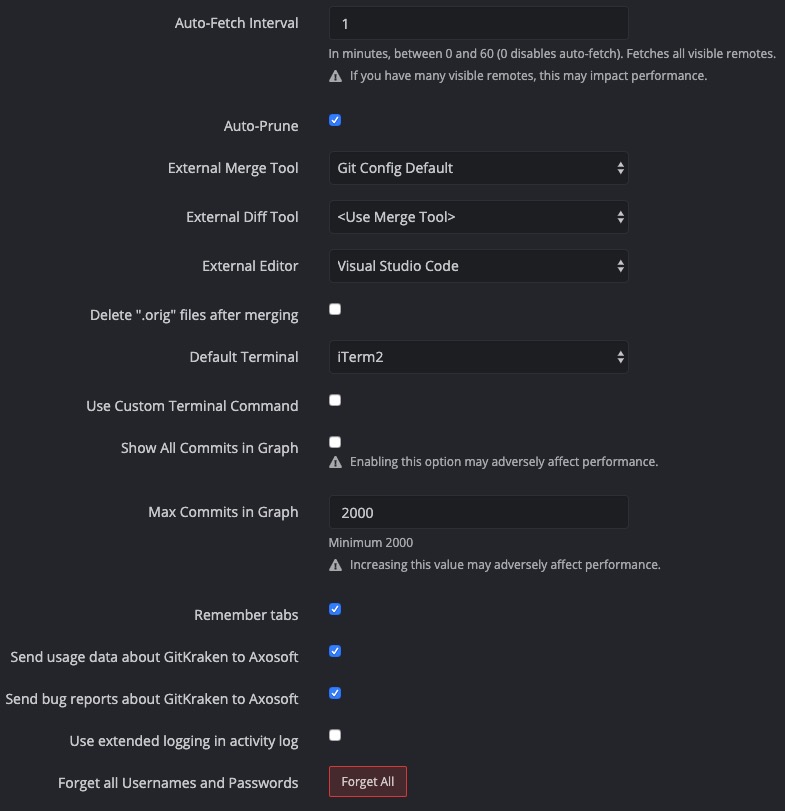 Auto-Fetch Interval 1
In minutes, between 0 and 60 (0 disables auto-fetch). Fetches all visible remotes.
If you have many visible remotes, this may impact performance.
Auto-Prune
External Merge Tool Git Config Default
External Diff Tool <Use Merge Tool>
External Editor Visual Studio Code
Delete ".orig" files after merging
Default Terminal iTerm2
Use Custom Terminal Command
Show All Commits in Graph
Enabling this option may adversely affect performance.
Max Commits in Graph 2000
Minimum 2000
Increasing this value may adversely affect performance.
Remember tabs
Send usage data about GitKraken to Axosoft
Send bug reports about GitKraken to Axosoft
Use extended logging in activity log
Forget all Usernames and Passwords Forget All